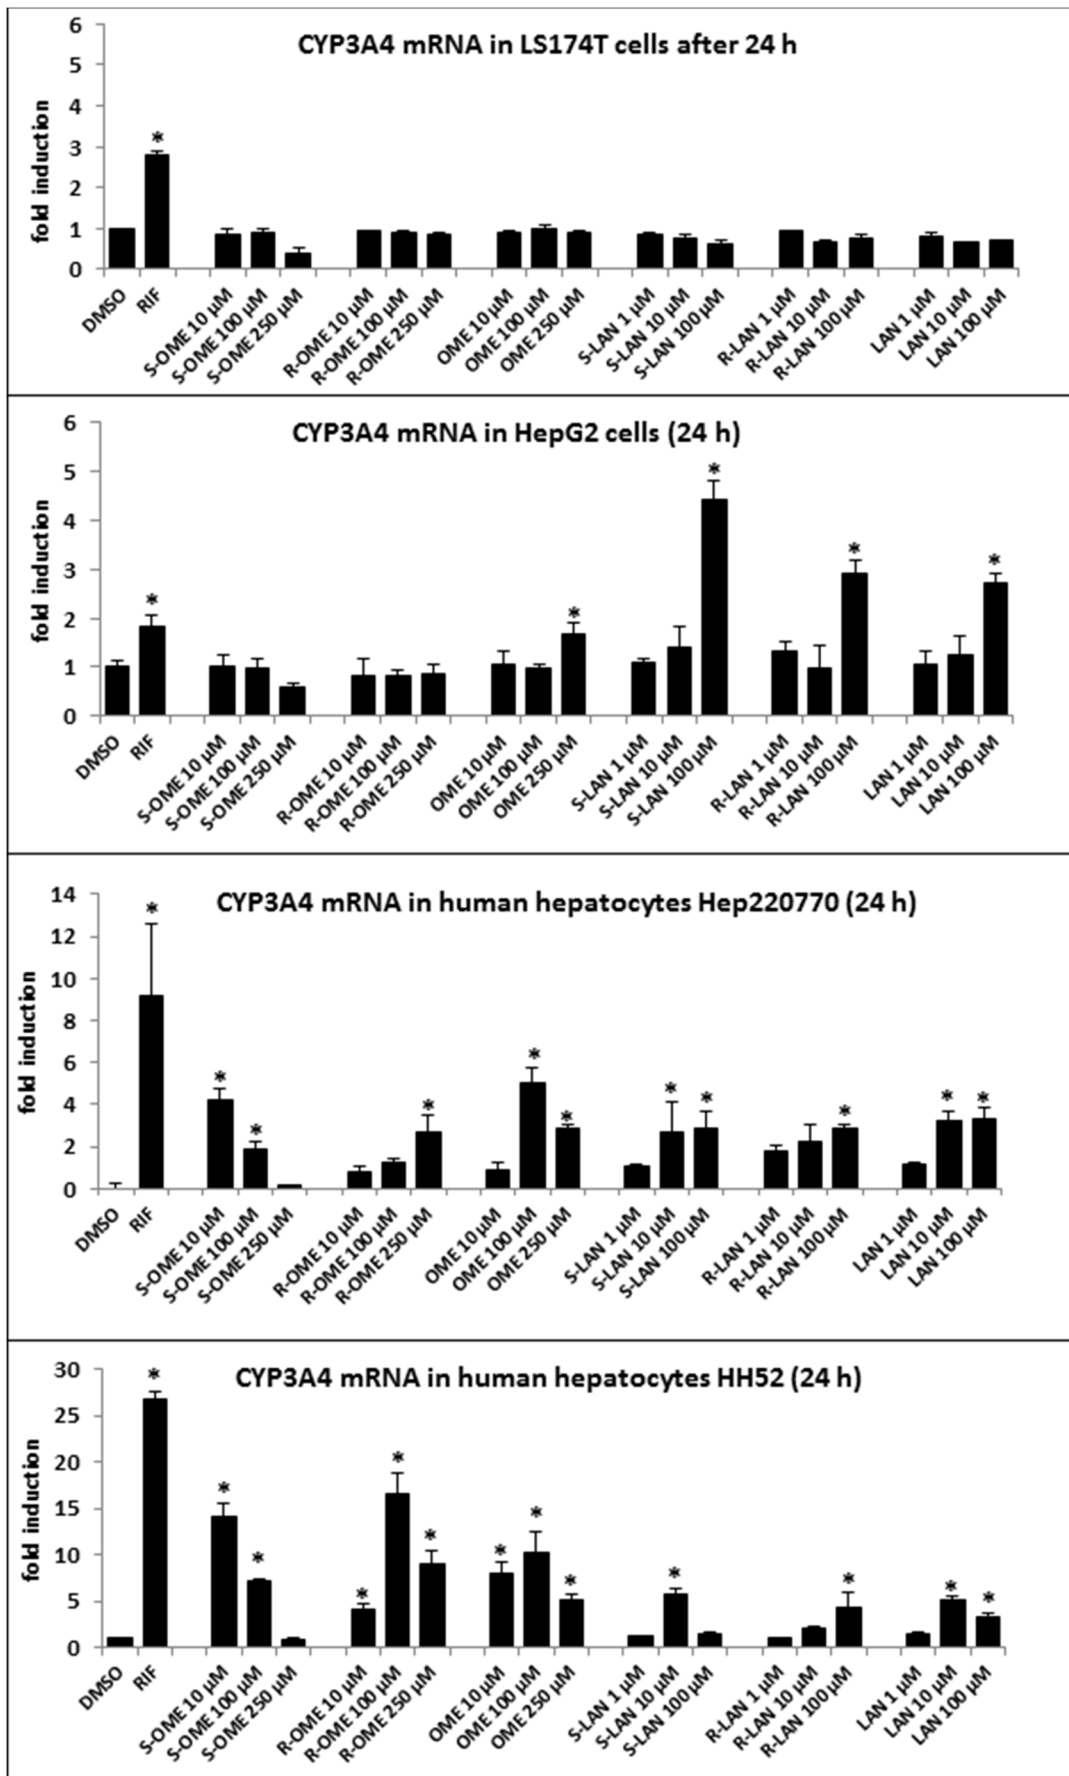 CYP3A4 mRNA in LS174T cells after 24 h
fold induction
6
5
4
3
2
1
0
*
DMSO
RIF
S-OME 10 µM
S-OME 100 µM
S-OME 250 µM
R-OME 10 µM
R-OME 100 µM
R-OME 250 µM
OME 10 µM
OME 100 µM
OME 250 µM
S-LAN 1 µM
S-LAN 10 µM
S-LAN 100 µM
R-LAN 1 µM
R-LAN 10 µM
R-LAN 100 µM
LAN 1 µM
LAN 10 µM
LAN 100 µM
CYP3A4 mRNA in HepG2 cells (24 h)
fold induction
6
5
4
3
2
1
0
* * * * *
DMSO
RIF
S-OME 10 µM
S-OME 100 µM
S-OME 250 µM
R-OME 10 µM
R-OME 100 µM
R-OME 250 µM
OME 10 µM
OME 100 µM
OME 250 µM
S-LAN 1 µM
S-LAN 10 µM
S-LAN 100 µM
R-LAN 1 µM
R-LAN 10 µM
R-LAN 100 µM
LAN 1 µM
LAN 10 µM
LAN 100 µM
CYP3A4 mRNA in human hepatocytes Hep220770 (24 h)
fold induction
14
12
10
8
6
4
2
0
* * * * * * * * * * *
DMSO
RIF
S-OME 10 µM
S-OME 100 µM
S-OME 250 µM
R-OME 10 µM
R-OME 100 µM
R-OME 250 µM
OME 10 µM
OME 100 µM
OME 250 µM
S-LAN 1 µM
S-LAN 10 µM
S-LAN 100 µM
R-LAN 1 µM
R-LAN 10 µM
R-LAN 100 µM
LAN 1 µM
LAN 10 µM
LAN 100 µM
CYP3A4 mRNA in human hepatocytes HH52 (24 h)
fold induction
30
25
20
15
10
5
0
* * * * * * * * * * * * *
DMSO
RIF
S-OME 10 µM
S-OME 100 µM
S-OME 250 µM
R-OME 10 µM
R-OME 100 µM
R-OME 250 µM
OME 10 µM
OME 100 µM
OME 250 µM
S-LAN 1 µM
S-LAN 10 µM
S-LAN 100 µM
R-LAN 1 µM
R-LAN 10 µM
R-LAN 100 µM
LAN 1 µM
LAN 10 µM
LAN 100 µM